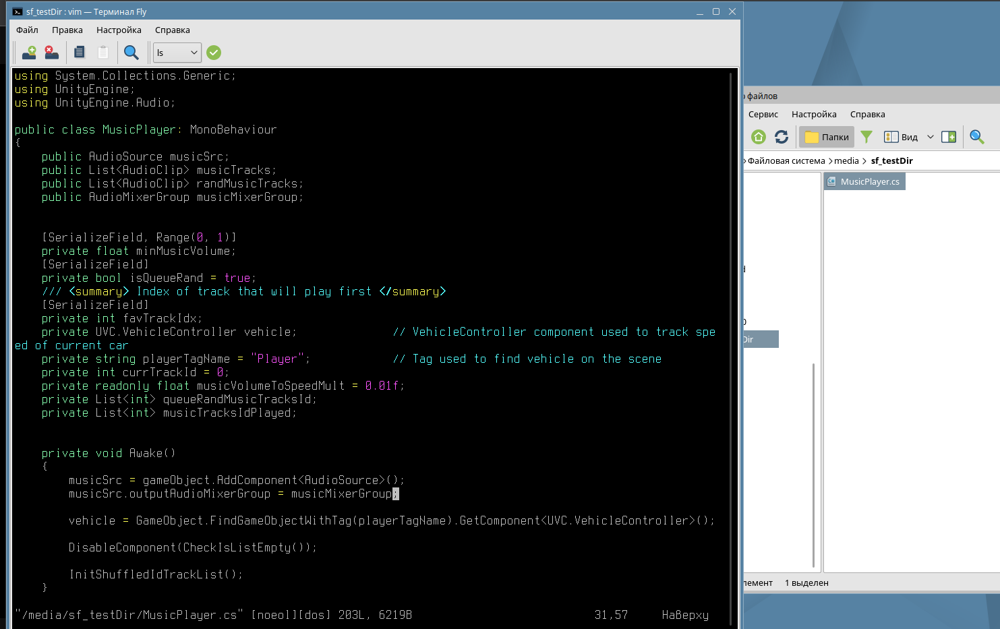 sf_testDir : vim — Терминал Fly
Файл Правка Настройка Справка
ls
using System.Collections.Generic;
using UnityEngine;
using UnityEngine.Audio;
public class MusicPlayer: MonoBehaviour
{
public AudioSource musicSrc;
public List<AudioClip> musicTracks;
public List<AudioClip> randMusicTracks;
public AudioMixerGroup musicMixerGroup;
[SerializeField, Range(0, 1)]
private float minMusicVolume;
[SerializeField]
private bool isQueueRand = true;
/// <summary> Index of track that will play first </summary>
[SerializeField]
private int favTrackIdx;
private UVC.VehicleController vehicle; // VehicleController component used to track spe
ed of current car
private string playerTagName = "Player"; // Tag used to find vehicle on the scene
private int currTrackId = 0;
private readonly float musicVolumeToSpeedMult = 0.01f;
private List<int> queueRandMusicTracksId;
private List<int> musicTracksIdPlayed;
private void Awake()
{
musicSrc = gameObject.AddComponent<AudioSource>();
musicSrc.outputAudioMixerGroup = musicMixerGroup;
vehicle = GameObject.FindGameObjectWithTag(playerTagName).GetComponent<UVC.VehicleController>();
DisableComponent(CheckIsListEmpty());
InitShuffledIdTrackList();
}
"/media/sf_testDir/MusicPlayer.cs" [noeol][dos] 203L, 6219B 31,57 Наверху
файлов
Сервис Настройка Справка
Папки Вид
Файловая система media sf_testDir
MusicPlayer.cs
Dir
лемент 1 выделен